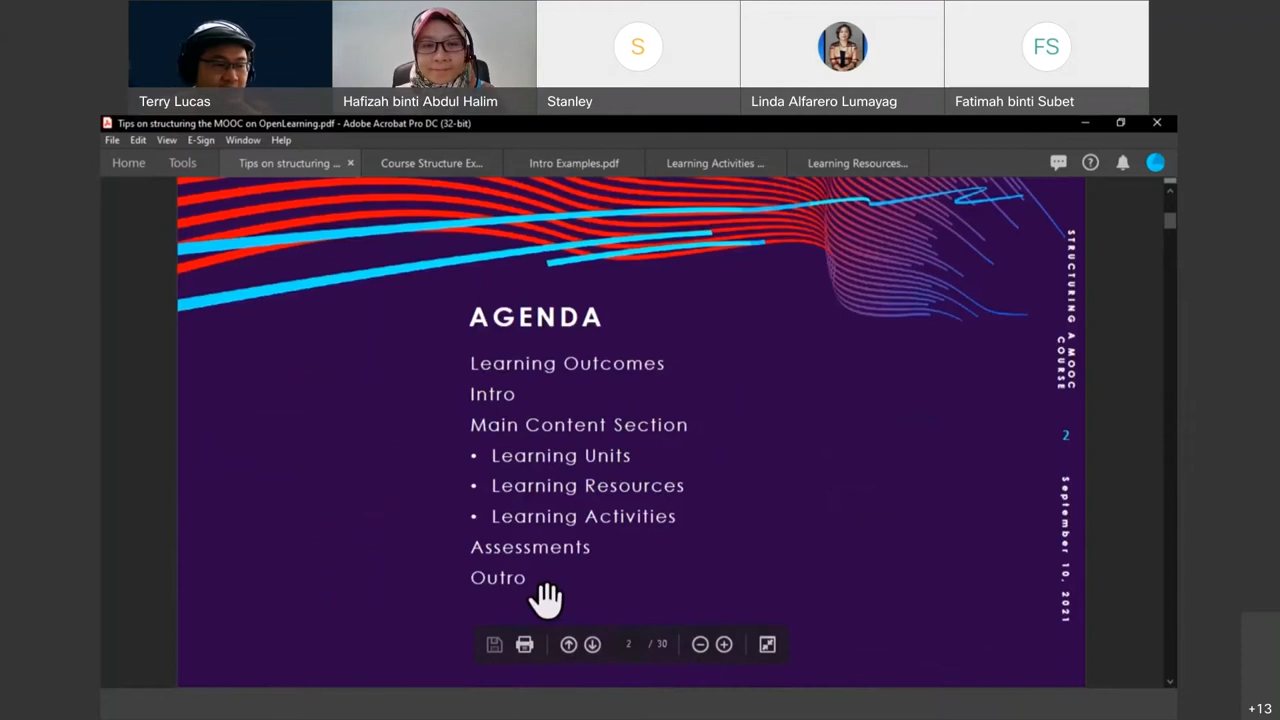 S
FS
Terry Lucas
Hafizah binti Abdul Halim
Stanley
Linda Alfarero Lumayag
Fatimah binti Subet
Tips on structuring the MOOC on OpenLearning.pdf - Adobe Acrobat Pro DC (32-bit)
File Edit View E-Sign Window Help
Home Tools Tips on structuring ... × Course Structure Ex... Intro Examples.pdf Learning Activities ... Learning Resources...
AGENDA
Learning Outcomes
Intro
Main Content Section
• Learning Units
• Learning Resources
• Learning Activities
Assessments
Outro
STRUCTURING A MOOC
COURSE
2
September 10, 2021
2 / 30
+13